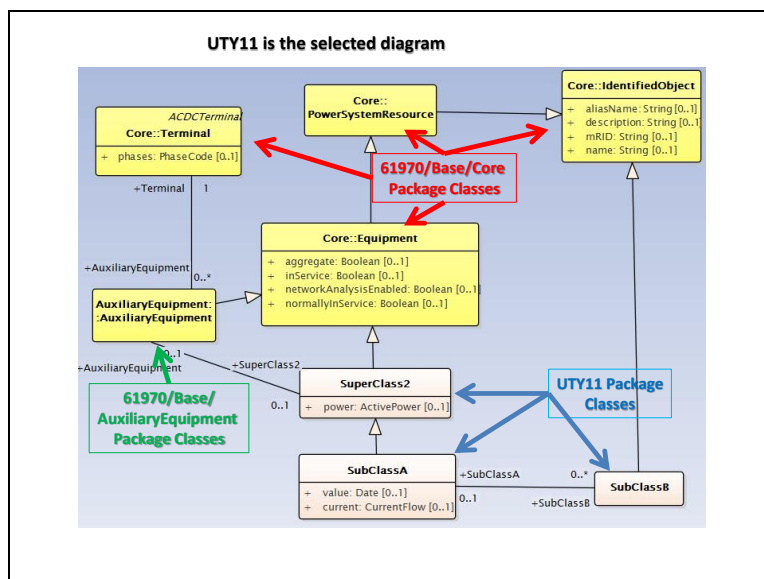 UTY11 is the selected diagram
Core::
PowerSystemResource
Core::IdentifiedObject
+ aliasName: String [0..1]
+ description: String [0..1]
+ mRID: String [0..1]
+ name: String [0..1]
ACDCTerminal
Core::Terminal
+ phases: PhaseCode [0..1]
61970/Base/Core
Package Classes
+Terminal 1
Core::Equipment
+ aggregate: Boolean [0..1]
+ inService: Boolean [0..1]
+ networkAnalysisEnabled: Boolean [0..1]
+ normallyInService: Boolean [0..1]
+AuxiliaryEquipment
0..*
AuxiliaryEquipment:
:AuxiliaryEquipment
0..1
+AuxiliaryEquipment
+SuperClass2
0..1
61970/Base/
AuxiliaryEquipment
Package Classes
SuperClass2
+ power: ActivePower [0..1]
UTY11 Package
Classes
SubClassA
+ value: Date [0..1]
+ current: CurrentFlow [0..1]
+SubClassA
0..1
0..*
+SubClassB
SubClassB